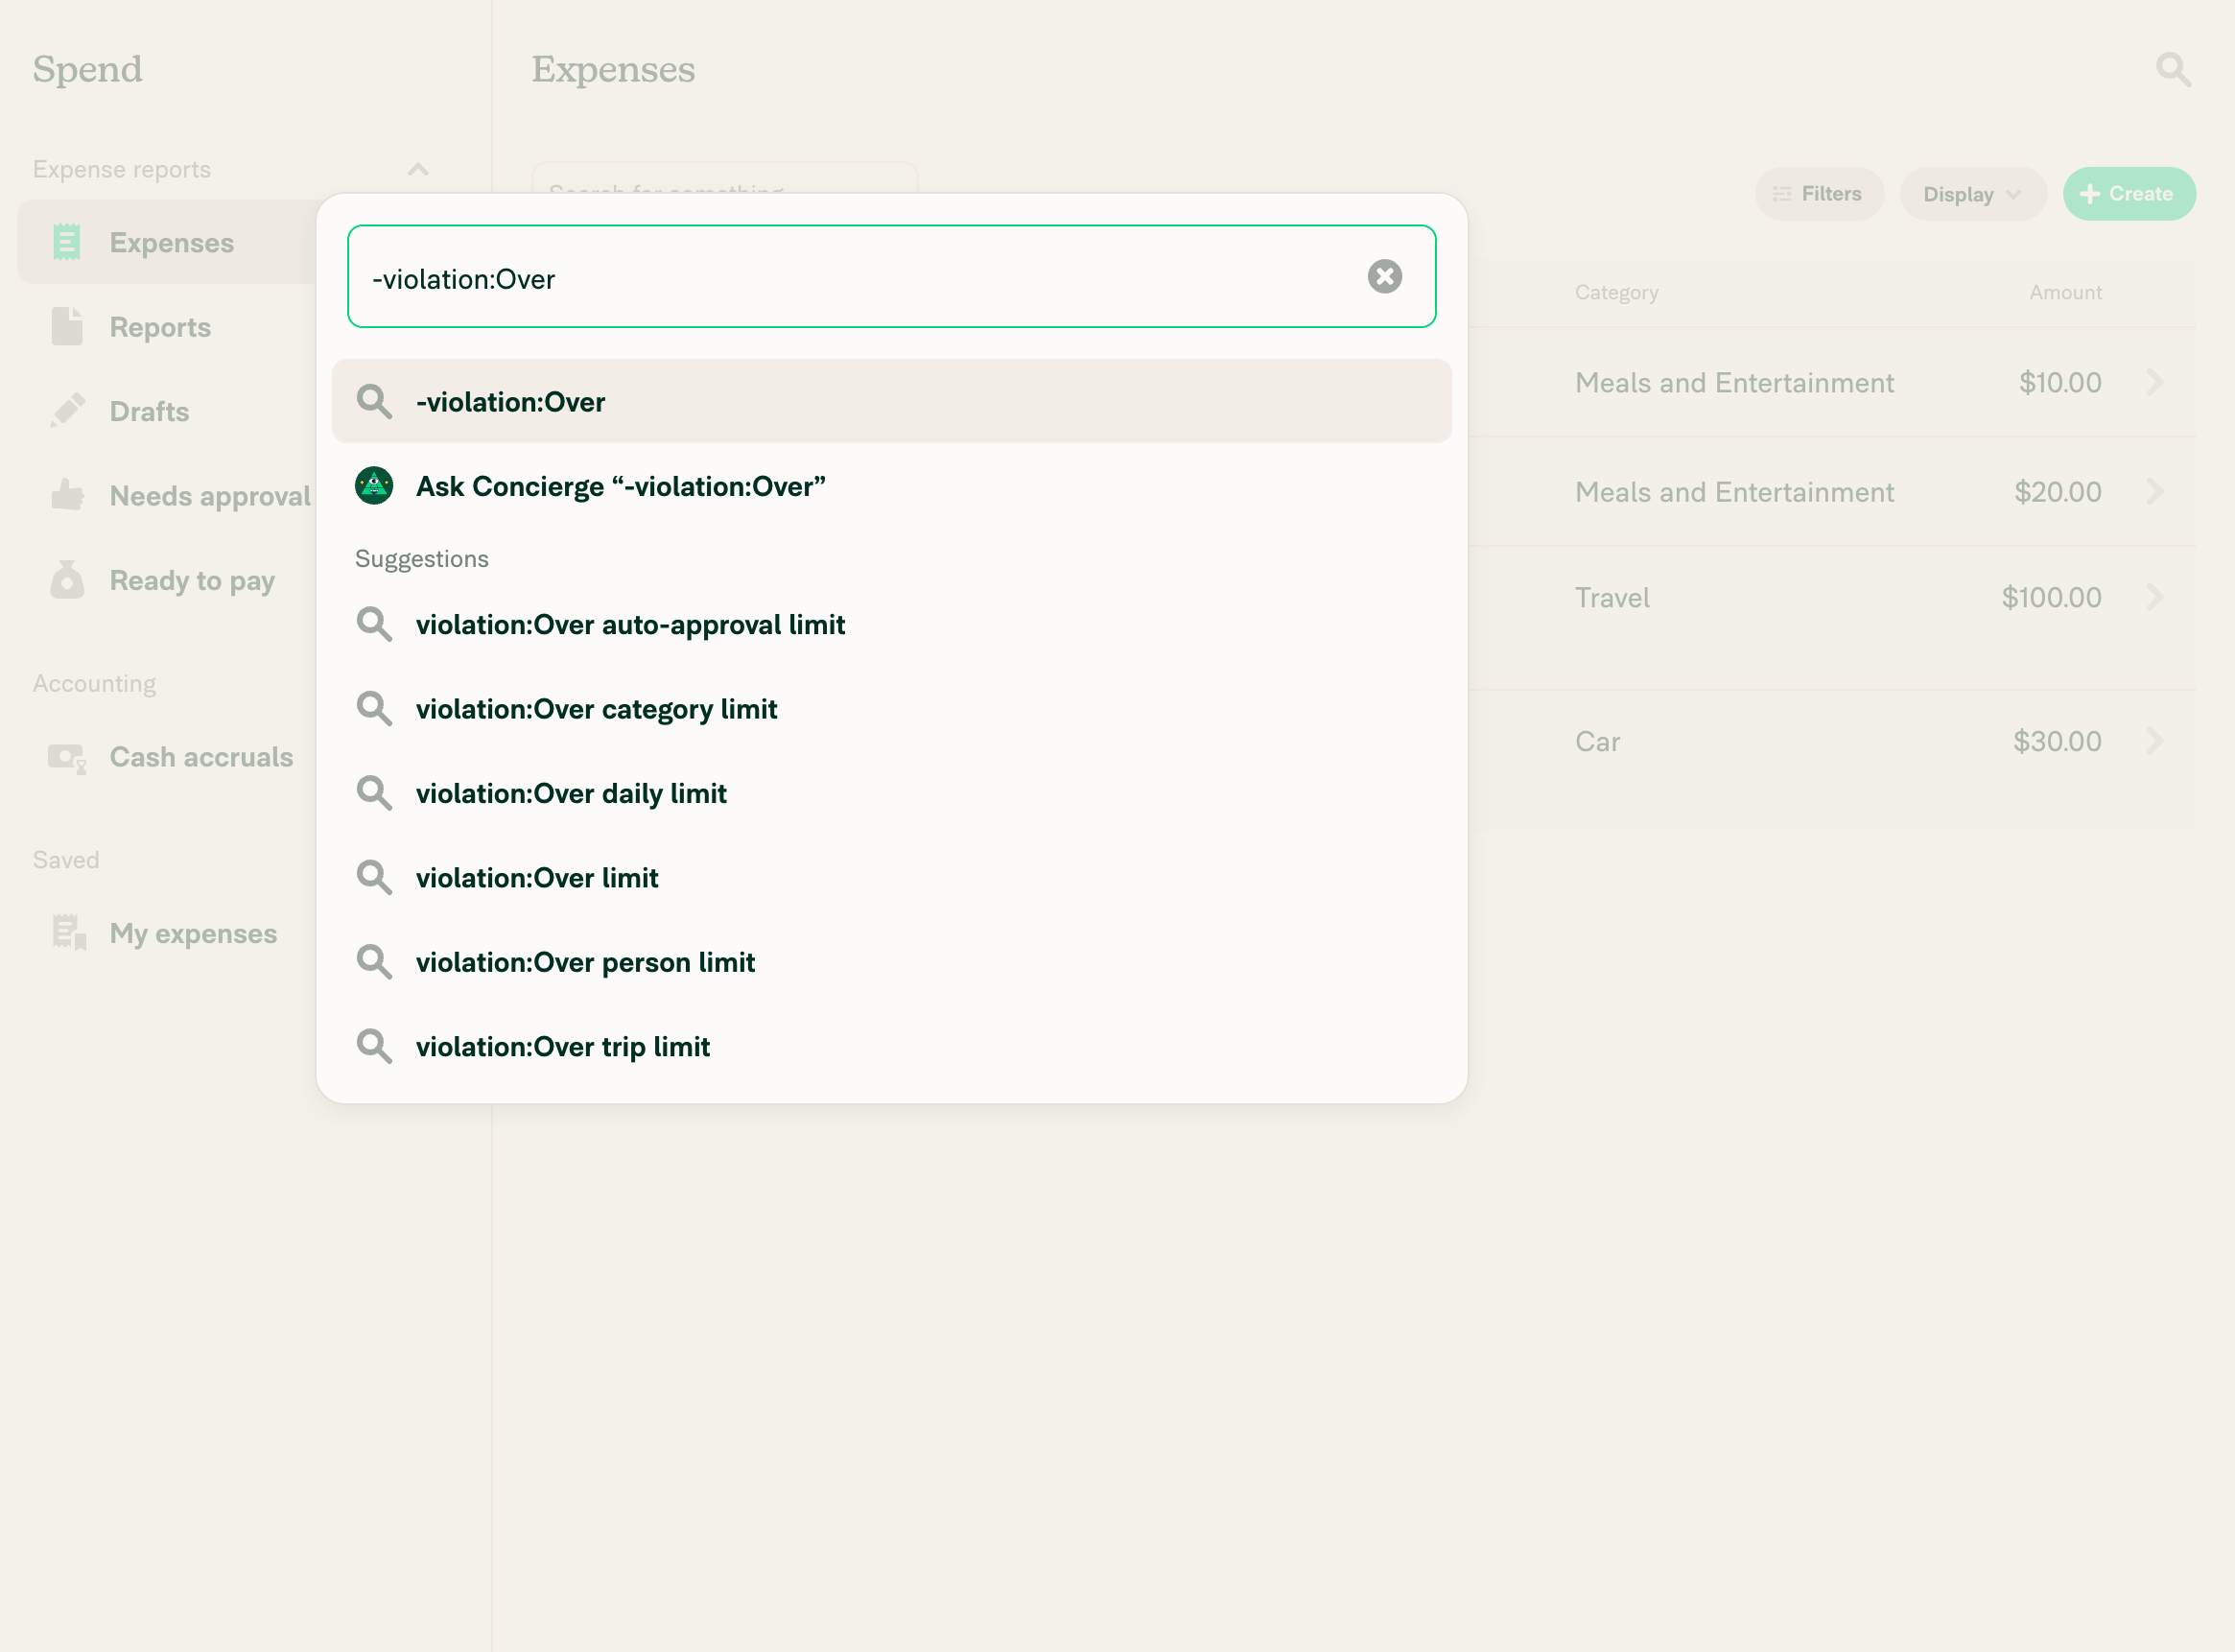 Spend
Expenses
Expense reports
Search for something
Filters
Display
Create
Expenses
Reports
Drafts
Needs approval
Ready to pay
Accounting
Cash accruals
Saved
My expenses
-violation:Over
-violation:Over
Ask Concierge “-violation:Over”
Suggestions
violation:Over auto-approval limit
violation:Over category limit
violation:Over daily limit
violation:Over limit
violation:Over person limit
violation:Over trip limit
Category Amount
Meals and Entertainment $10.00
Meals and Entertainment $20.00
Travel $100.00
Car $30.00